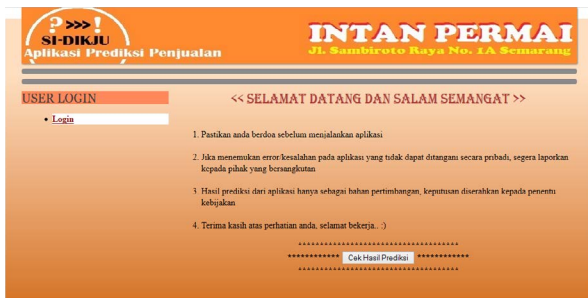 ? >>> !
SI-DIKJU
Aplikasi Prediksi Penjualan
INTAN PERMAI
Jl. Sambiroto Raya No. 1A Semarang
USER LOGIN
<< SELAMAT DATANG DAN SALAM SEMANGAT >>
• Login
1. Pastikan anda berdoa sebelum menjalankan aplikasi
2. Jika menemukan error/kesalahan pada aplikasi yang tidak dapat ditangani secara pribadi, segera laporkan
kepada pihak yang bersangkutan
3. Hasil prediksi dari aplikasi hanya sebagai bahan pertimbangan, keputusan diserahkan kepada penentu
kebijakan
4. Terima kasih atas perhatian anda, selamat bekerja.. :)
************ Cek Hasil Prediksi ************